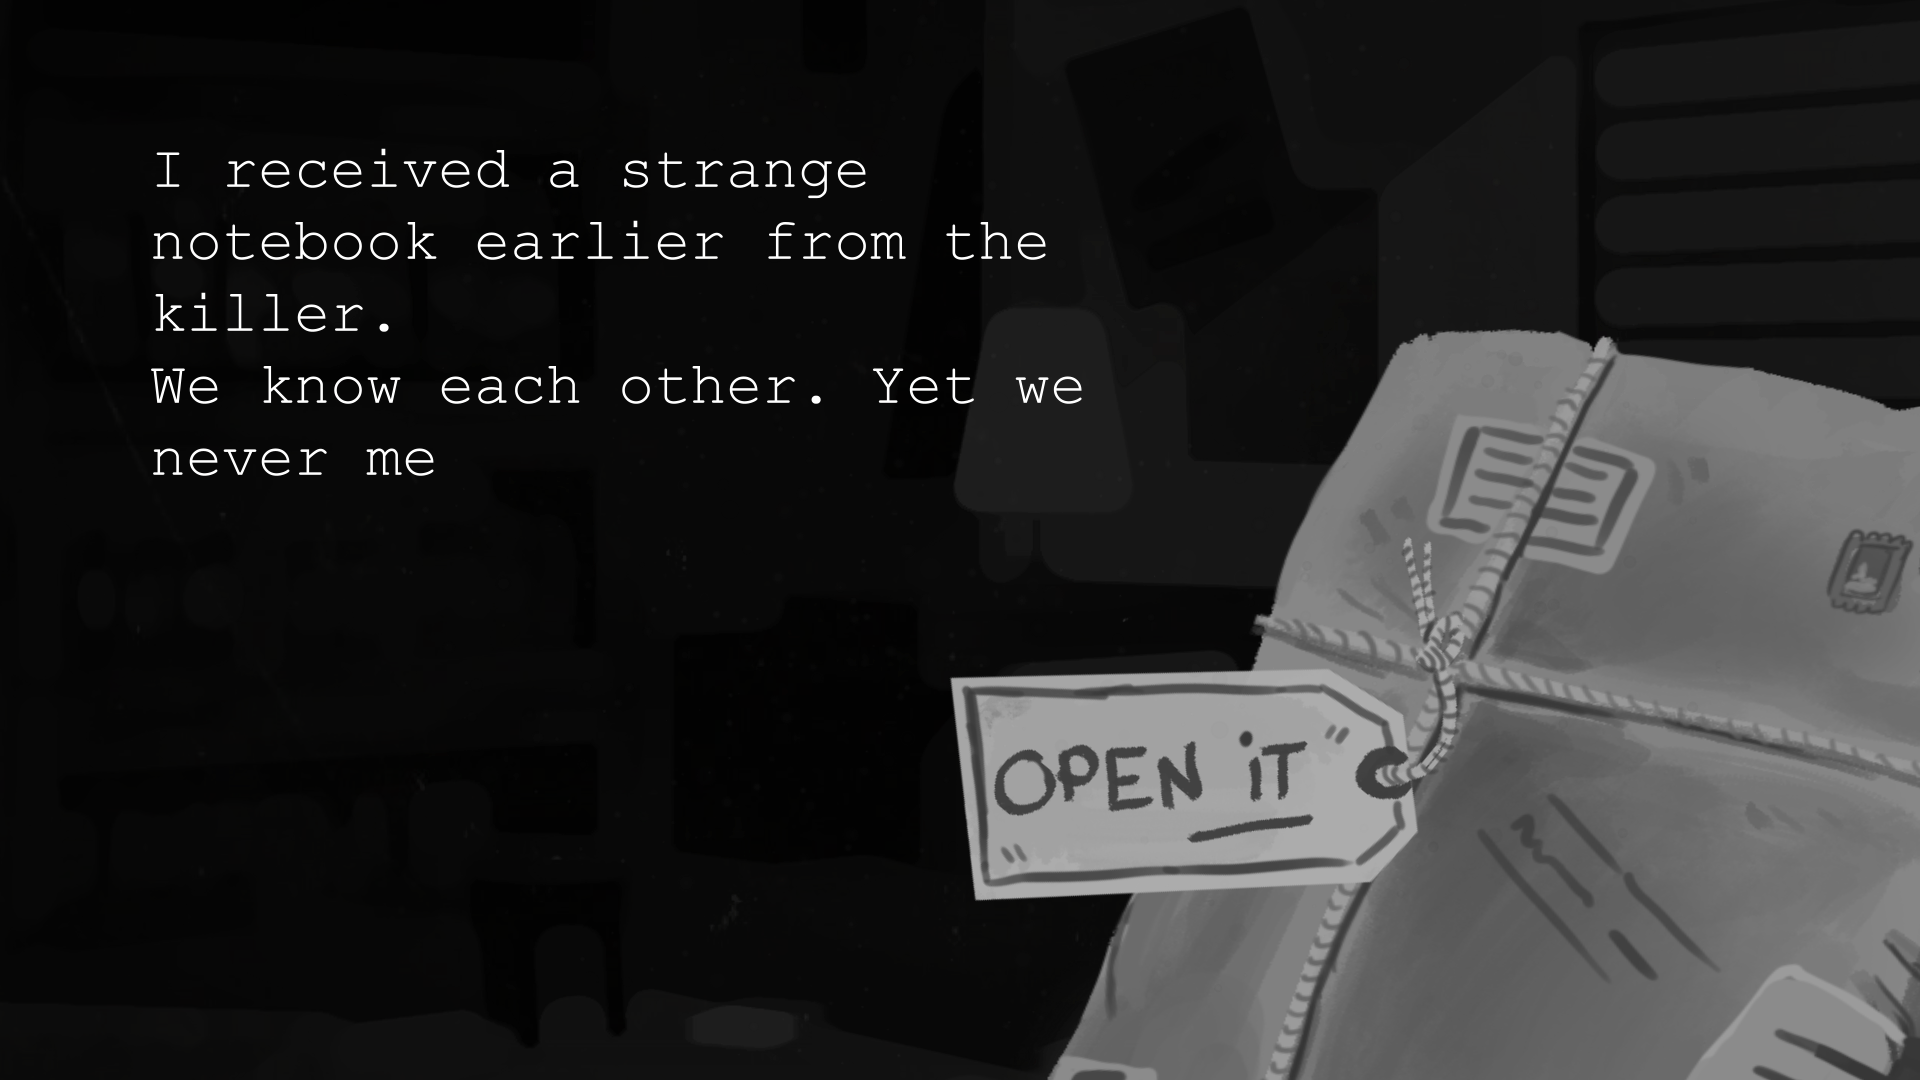 I received a strange
notebook earlier from the
killer.
We know each other. Yet we
never me
OPEN iT